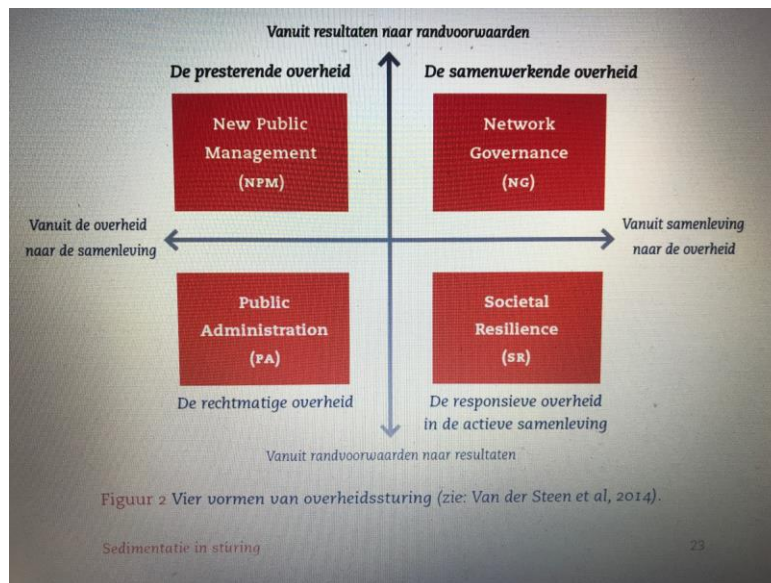 Vanuit resultaten naar randvoorwaarden
De presterende overheid
De samenwerkende overheid
New Public
Management
(NPM)
Network
Governance
(NG)
Vanuit de overheid
naar de samenleving
Vanuit samenleving
naar de overheid
Public
Administration
(PA)
Societal
Resilience
(SR)
De rechtmatige overheid
De responsieve overheid
in de actieve samenleving
Vanuit randvoorwaarden naar resultaten
Figuur 2 Vier vormen van overheidssturing (zie: Van der Steen et al, 2014).
Sedimentatie in sturing
23